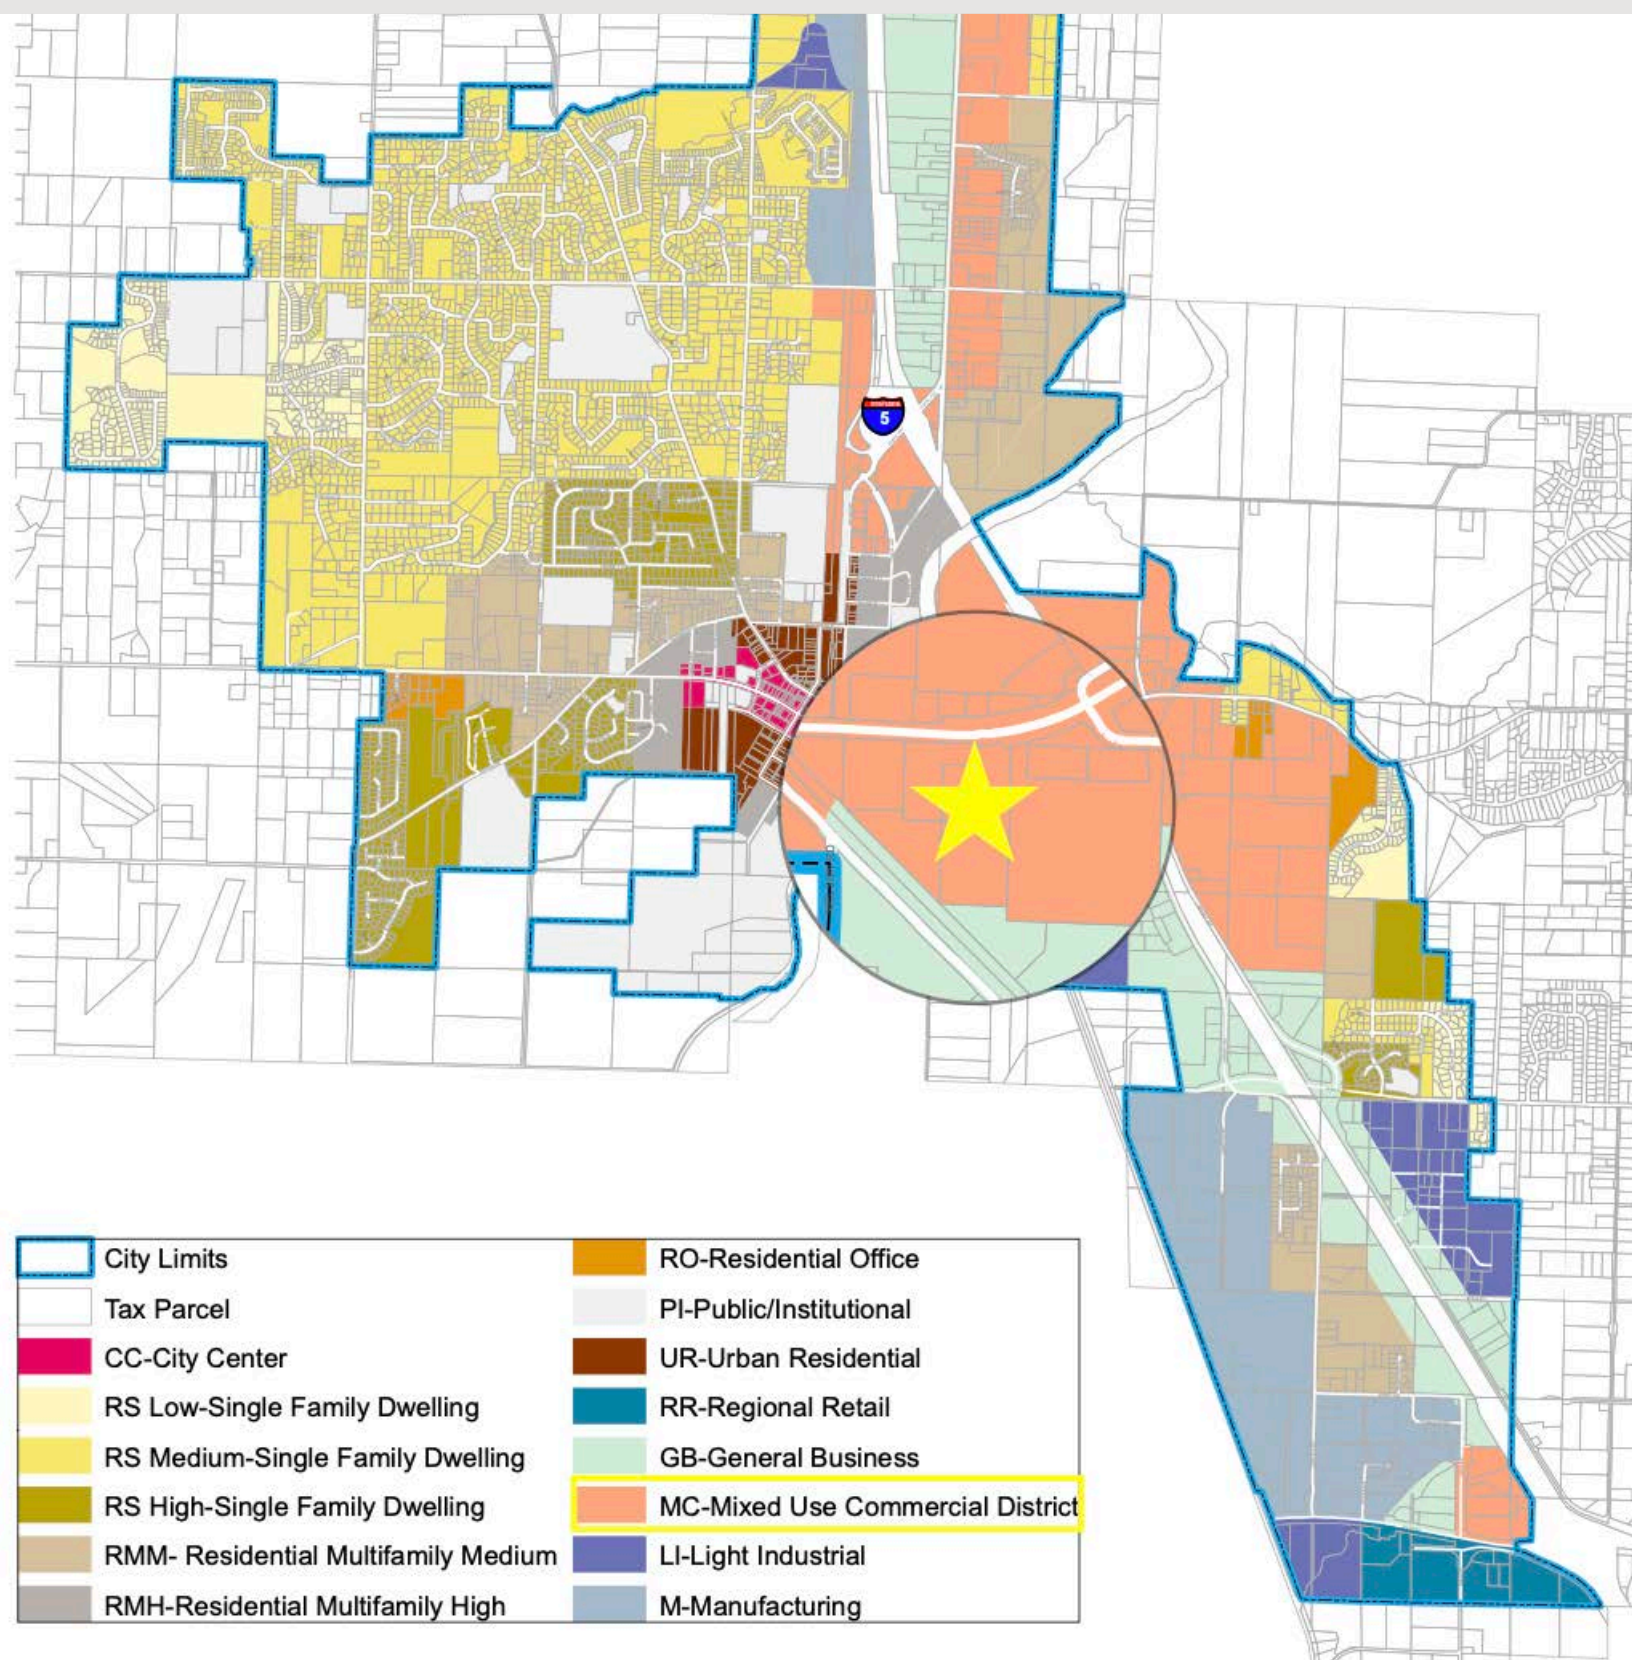 5
City Limits
Tax Parcel
CC-City Center
RS Low-Single Family Dwelling
RS Medium-Single Family Dwelling
RS High-Single Family Dwelling
RMM- Residential Multifamily Medium
RMH-Residential Multifamily High
RO-Residential Office
PI-Public/Institutional
UR-Urban Residential
RR-Regional Retail
GB-General Business
MC-Mixed Use Commercial District
LI-Light Industrial
M-Manufacturing